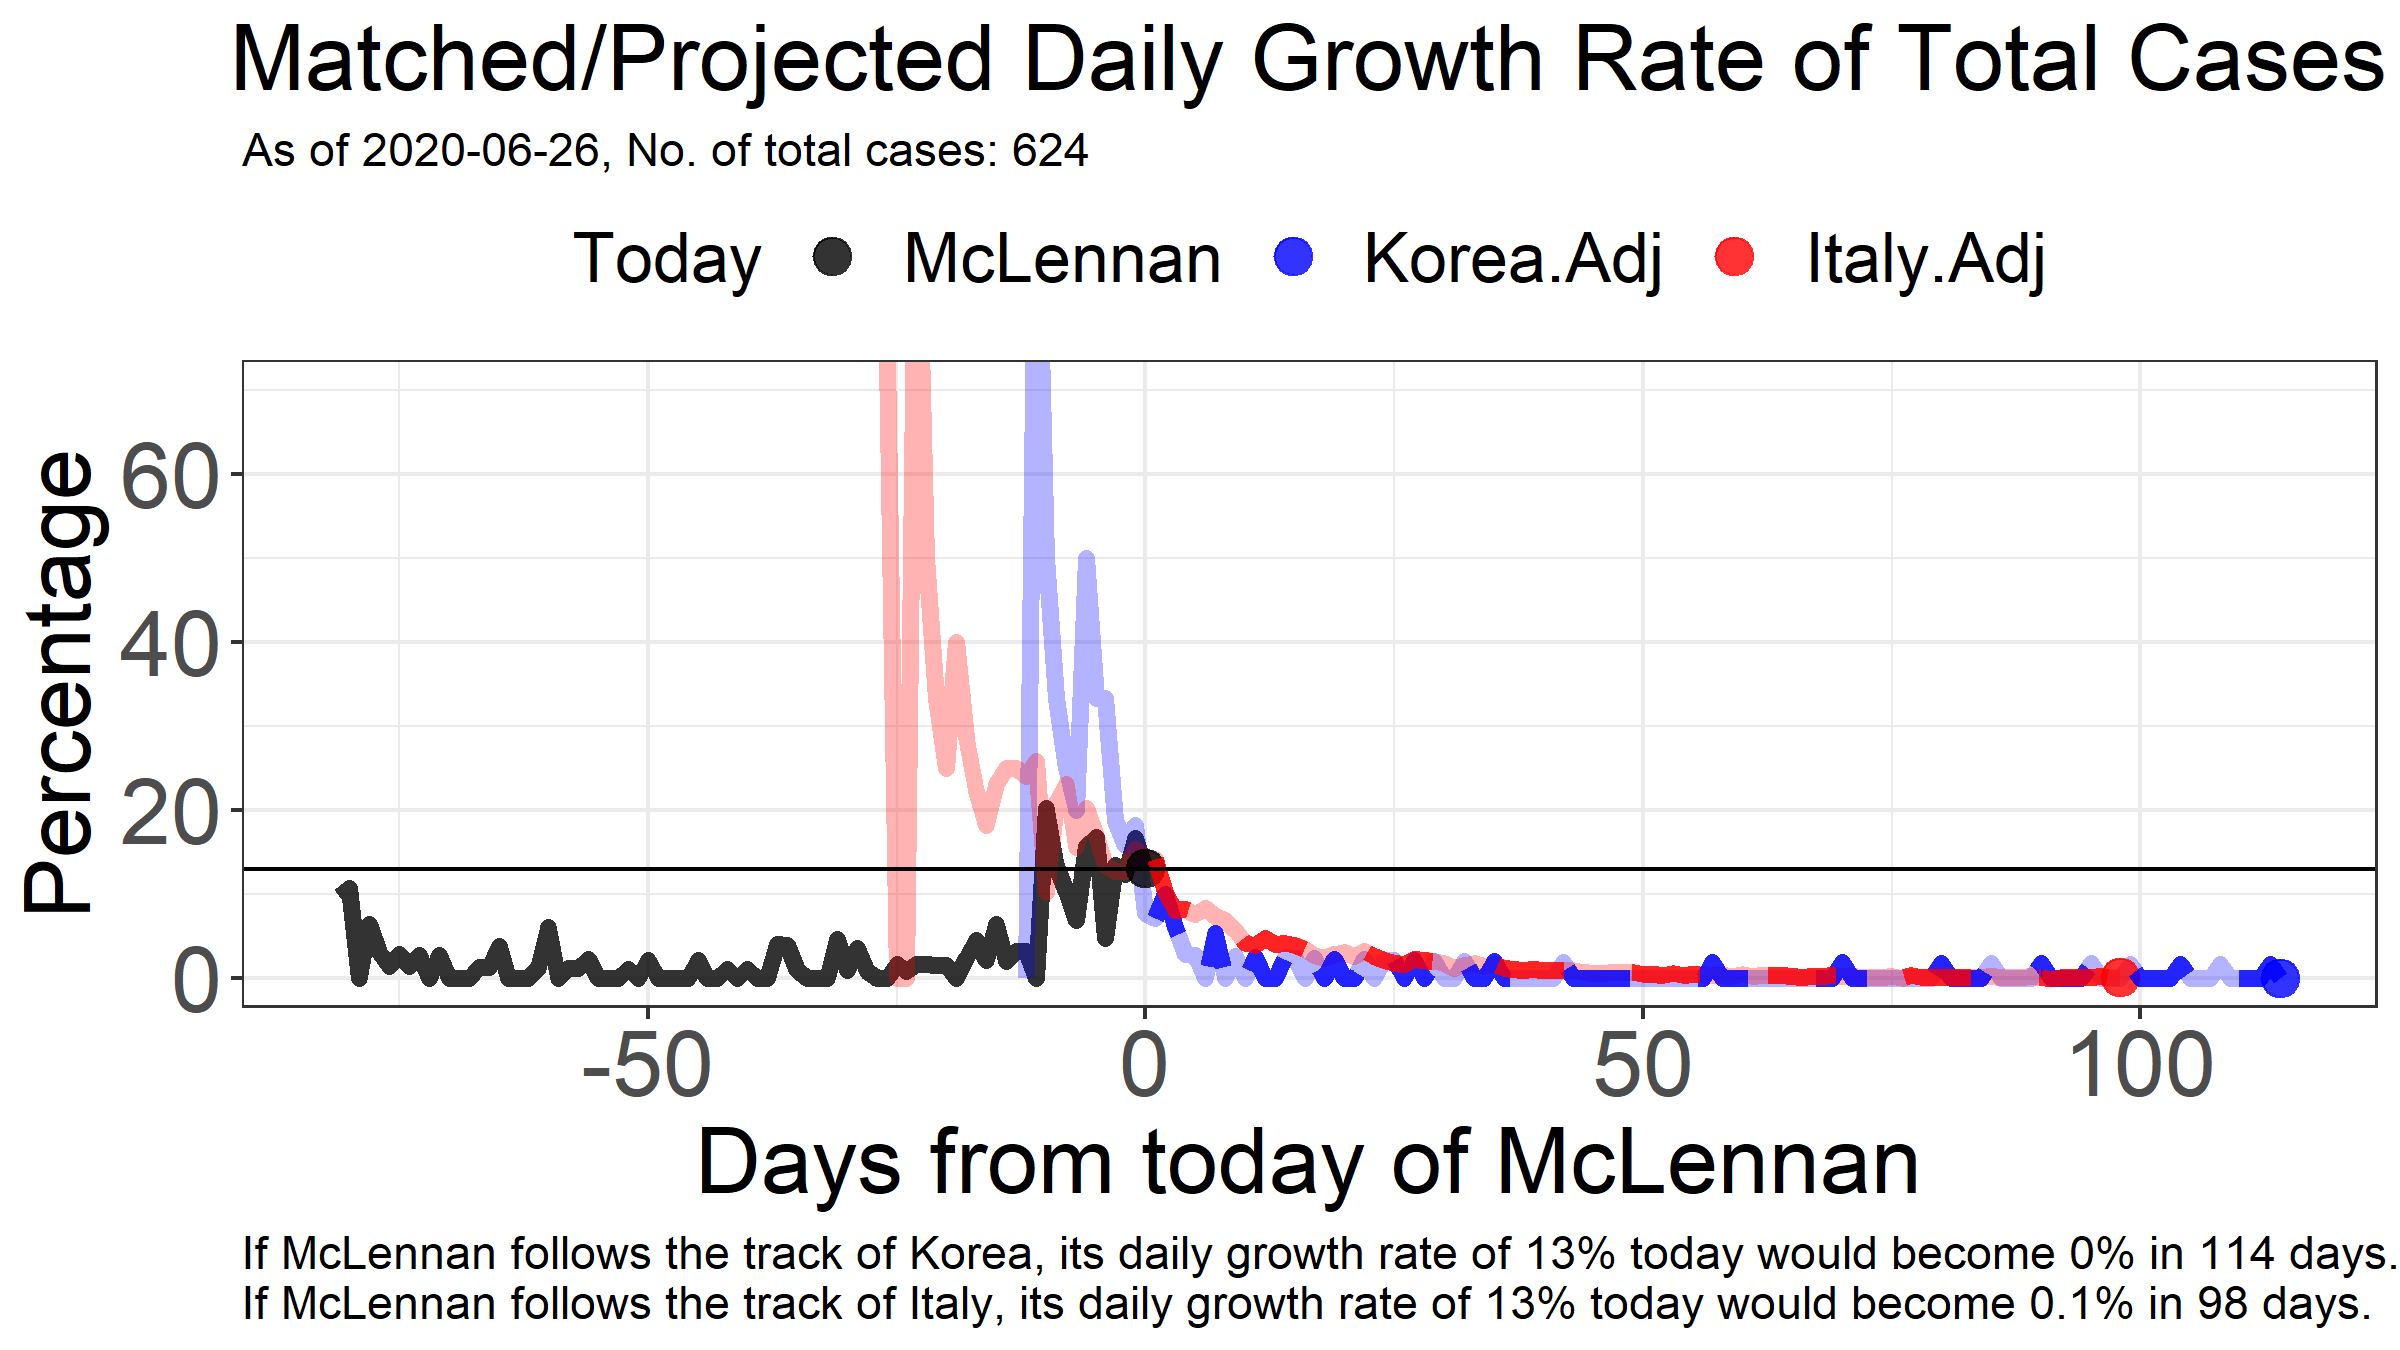 Matched/Projected Daily Growth Rate of Total Cases
As of 2020-06-26, No. of total cases: 624
Today McLennan Korea.Adj Italy.Adj
Percentage
60
40
20
0
-50 0 50 100
Days from today of McLennan
If McLennan follows the track of Korea, its daily growth rate of 13% today would become 0% in 114 days.
If McLennan follows the track of Italy, its daily growth rate of 13% today would become 0.1% in 98 days.